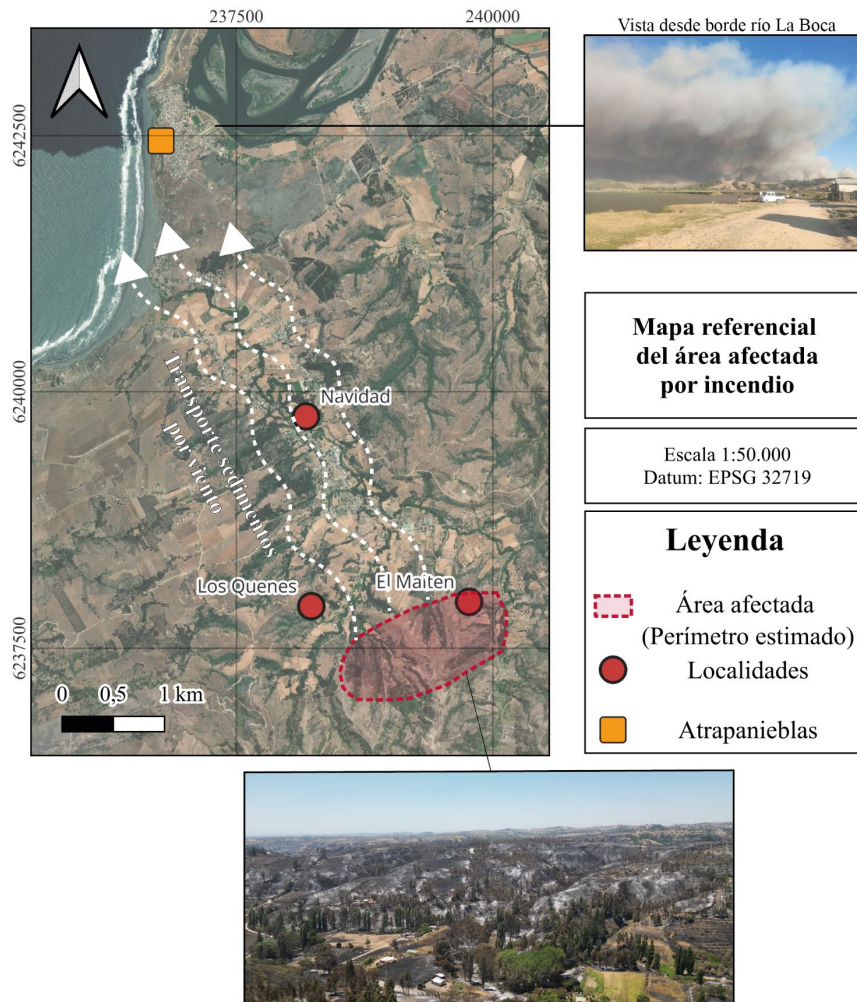 237500
240000
Vista desde borde río La Boca
6242500
6240000
6237500
Navidad
Transporte sedimentos
por viento
Los Quenes
El Maiten
0 0,5 1 km
Mapa referencial
del área afectada
por incendio
Escala 1:50.000
Datum: EPSG 32719
Leyenda
Área afectada
(Perímetro estimado)
Localidades
Atrapanieblas